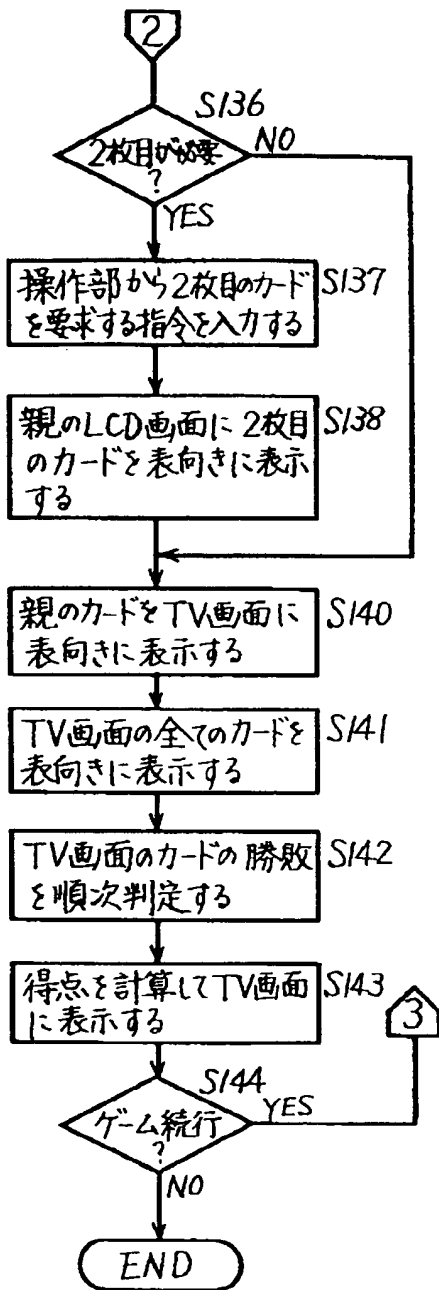 2
S136
2枚目が必要
?
NO
YES
操作部から2枚目のカード
を要求する指令を入力する
S137
親のLCD画面に2枚目
のカードを表向きに表示
する
S138
親のカードをTV画面に
表向きに表示する
S140
TV画面の全てのカードを
表向きに表示する
S141
TV画面のカードの勝敗
を順次判定する
S142
得点を計算してTV画面
に表示する
S143
3
S144
ゲーム続行
?
YES
NO
END